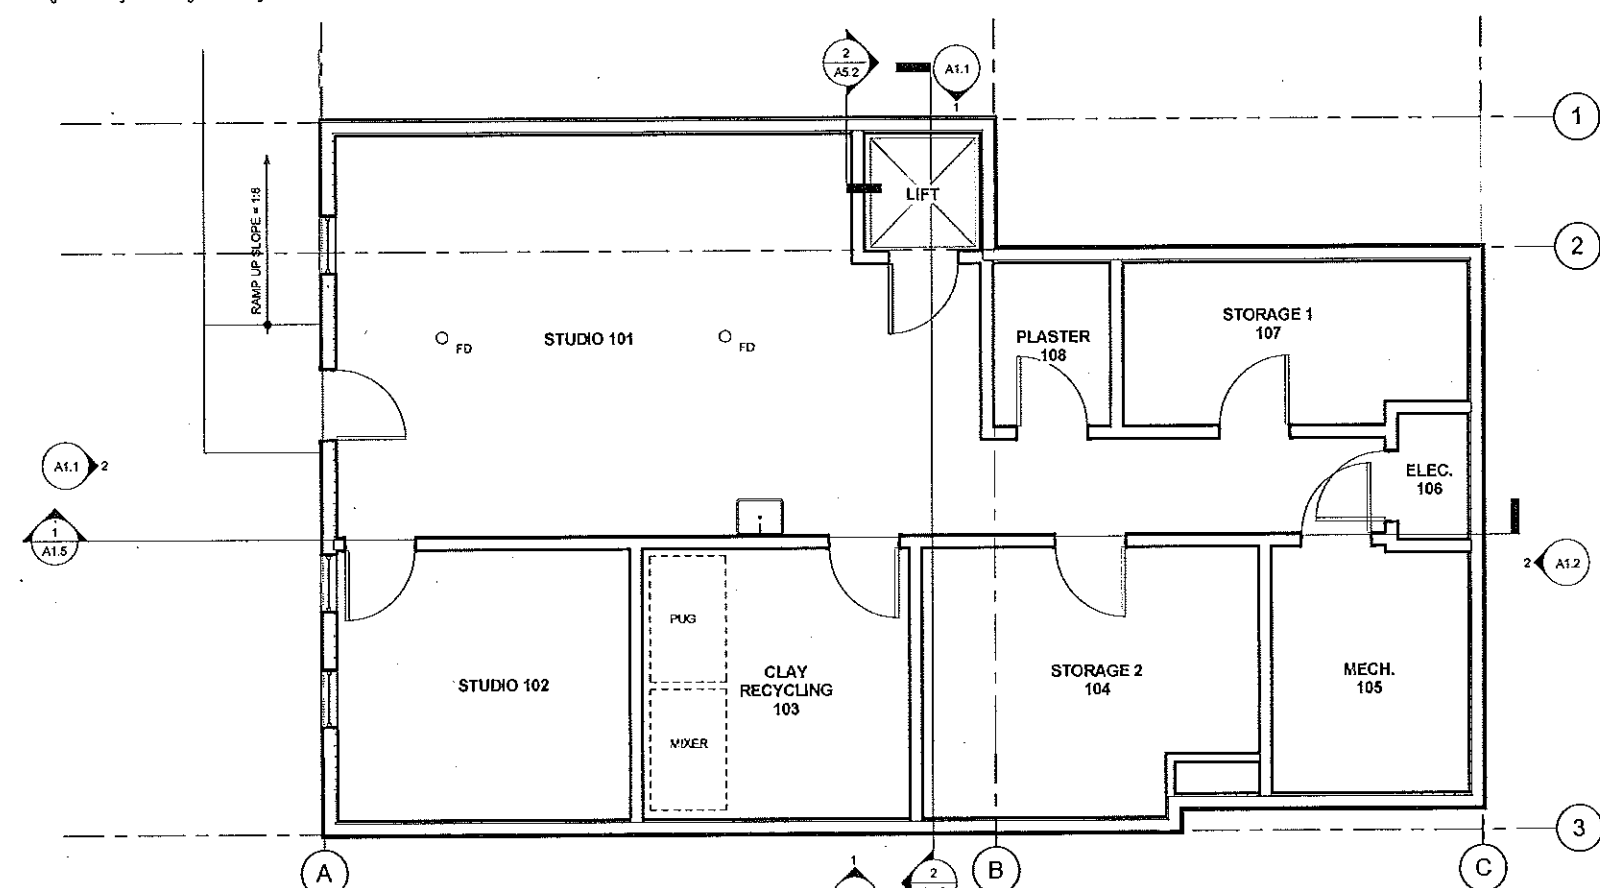 2
A5.2
A1.1
1
1
LIFT
2
RAMP UP SLOPE = 1:8
STUDIO 101
FD
FD
PLASTER
108
STORAGE 1
107
A1.1
2
ELEC.
106
1
A1.5
2
A1.2
PUG
MIXER
STUDIO 102
CLAY
RECYCLING
103
STORAGE 2
104
MECH.
105
3
A
1
2
B
C